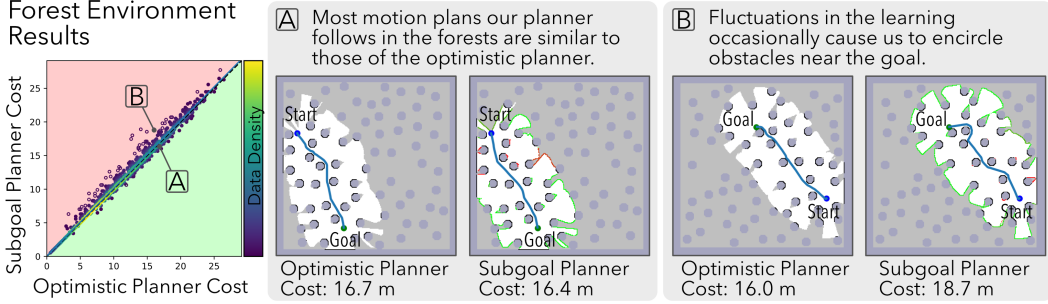 Forest Environment
Results
Subgoal Planner Cost
25
20
15
10
5
0
0
5
10
15
20
25
Optimistic Planner Cost
B
A
Data Density
A
Most motion plans our planner
follows in the forests are similar to
those of the optimistic planner.
Start
Goal
Optimistic Planner
Cost: 16.7 m
Start
Goal
Subgoal Planner
Cost: 16.4 m
B
Fluctuations in the learning
occasionally cause us to encircle
obstacles near the goal.
Goal
Start
Optimistic Planner
Cost: 16.0 m
Goal
Start
Subgoal Planner
Cost: 18.7 m